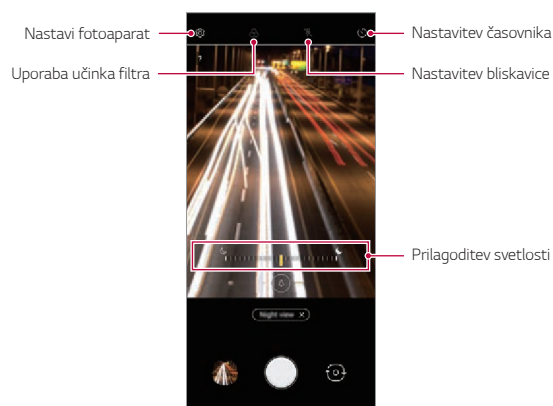 Nastavi fotoaparat
Nastavitev časovnika
Uporaba učinka filtra
Nastavitev bliskavice
Prilagoditev svetlosti
Night view ×